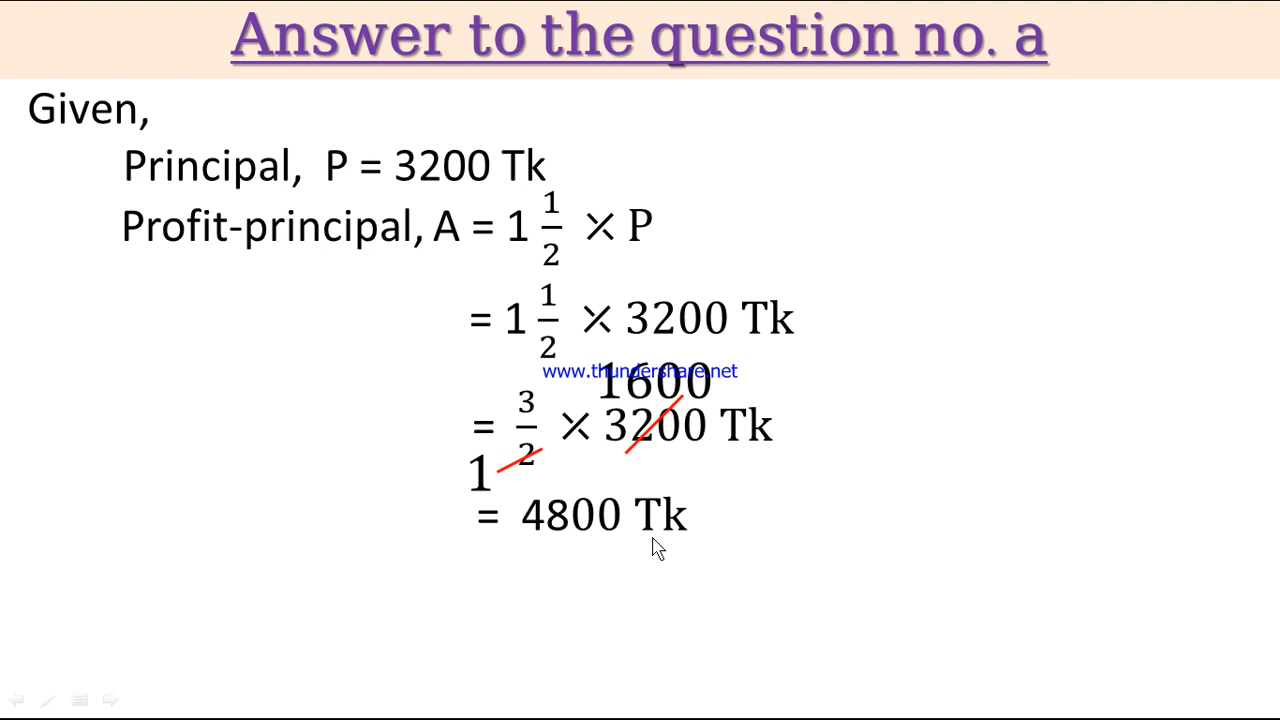 Answer to the question no. a
Given,
Principal, P = 3200 Tk
Profit-principal, A = 1 1/2 × P
= 1 1/2 × 3200 Tk
www.thundershare.net
1600
= 3/2 × 3200 Tk
1
= 4800 Tk